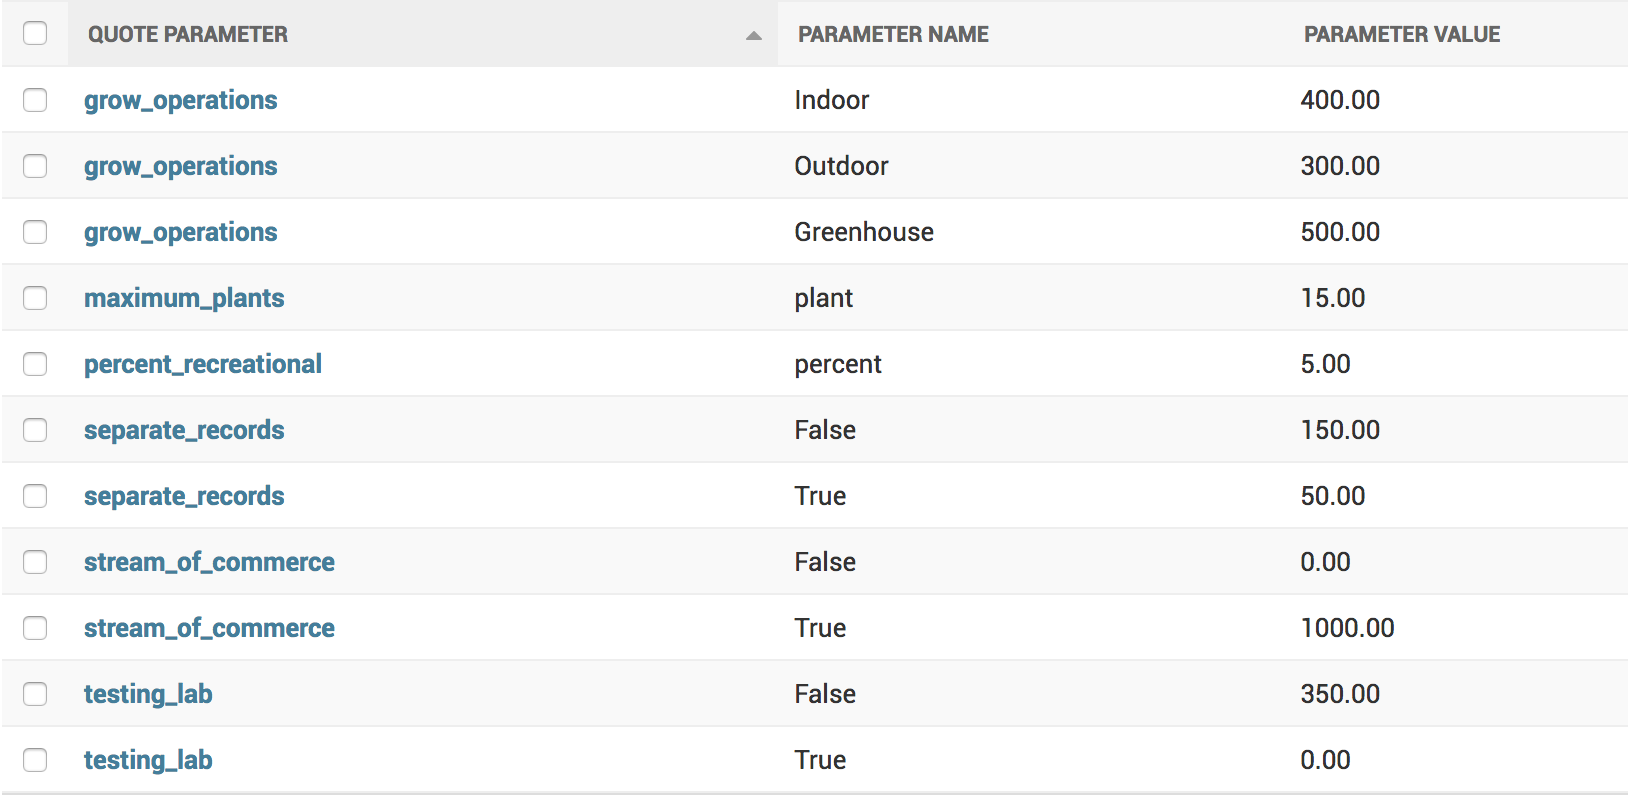 QUOTE PARAMETER PARAMETER NAME PARAMETER VALUE
grow_operations Indoor 400.00
grow_operations Outdoor 300.00
grow_operations Greenhouse 500.00
maximum_plants plant 15.00
percent_recreational percent 5.00
separate_records False 150.00
separate_records True 50.00
stream_of_commerce False 0.00
stream_of_commerce True 1000.00
testing_lab False 350.00
testing_lab True 0.00